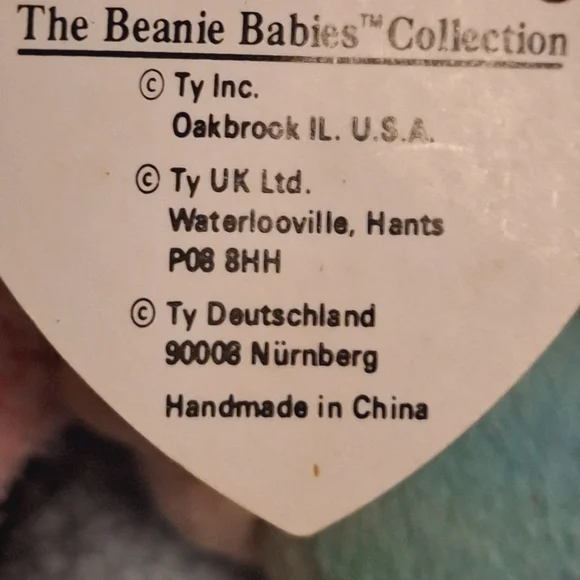 The Beanie Babies™ Collection
© Ty Inc.
Oakbrook IL. U.S.A.
© Ty UK Ltd.
Waterlooville, Hants
P08 8HH
© Ty Deutschland
90008 Nürnberg
Handmade in China